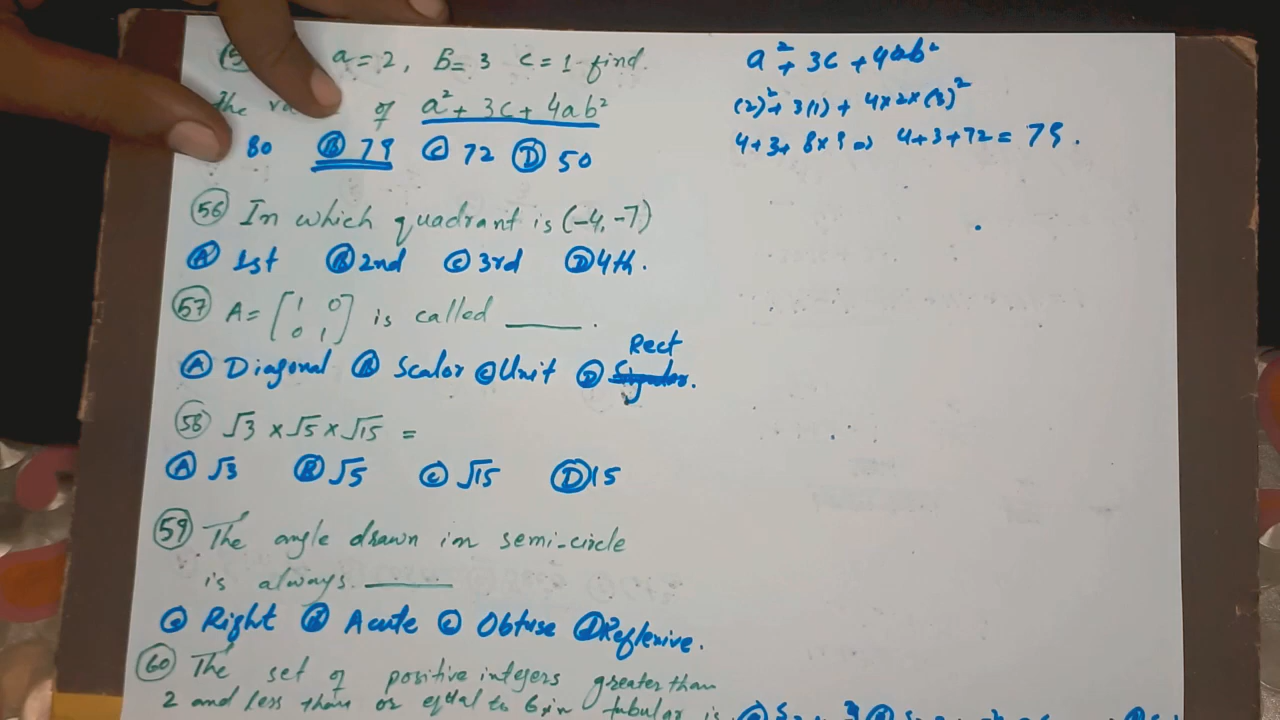 a=2, B=3 c=1 find.
The of a²+3c+4ab²
80 Ⓑ 79 Ⓒ 72 Ⓓ 50
a²+3c+4ab²
(2)²+3(1)+4×2×(3)²
4+3+8×9 ⇒ 4+3+72=79.
56 In which quadrant is (-4,-7)
Ⓐ 1st Ⓑ 2nd Ⓒ 3rd Ⓓ 4th.
57 A=[1 0
0 1] is called ____.
Rect
Ⓐ Diagonal Ⓑ Scalar Ⓒ Unit Ⓓ
58 √3×√5×√15=
Ⓐ √3 Ⓑ √5 Ⓒ √15 Ⓓ 15
59 The angle drawn in semi-circle
is always. ____
Ⓐ Right Ⓑ Acute Ⓒ Obtuse Ⓓ Reflexive.
60 The set of positive integers greater than
2 and less than or equal to 6 in tubular is